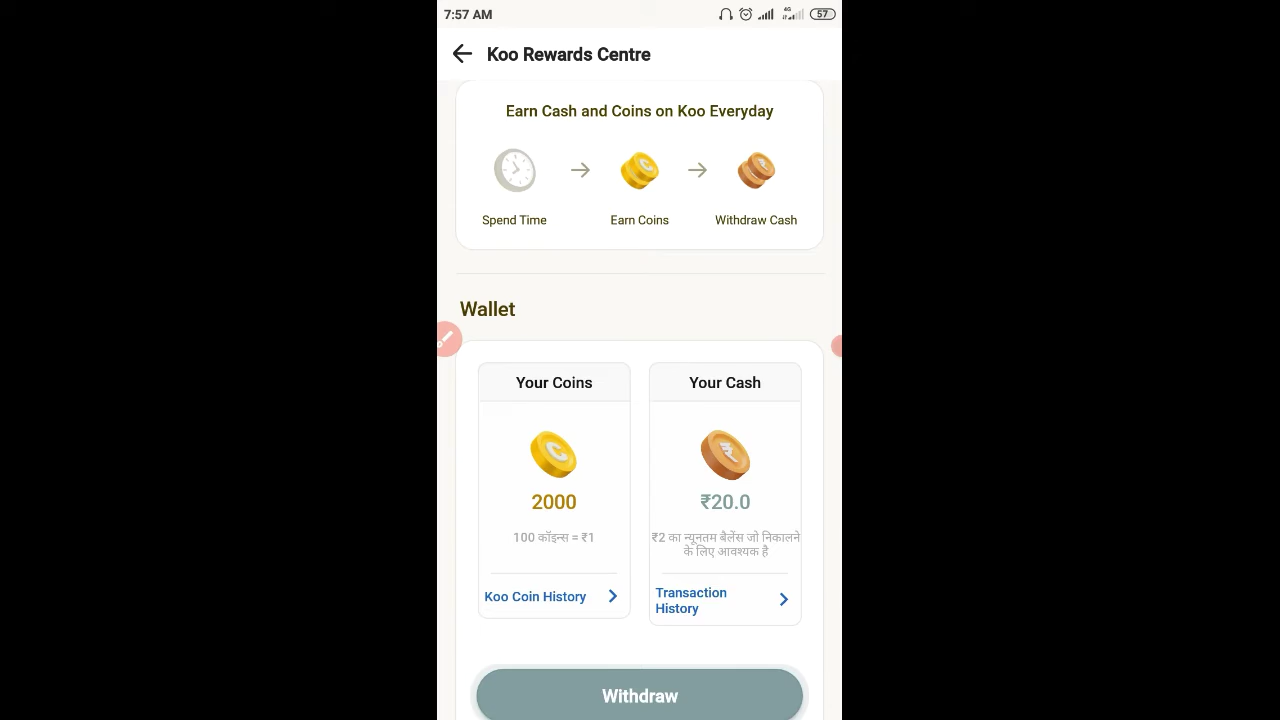 7:57 AM
4G
57
Koo Rewards Centre
Earn Cash and Coins on Koo Everyday
Spend Time
Earn Coins
Withdraw Cash
Wallet
Your Coins
Your Cash
C
₹
2000
₹20.0
100 कॉइन्स = ₹1
₹2 का न्यूनतम बैलेंस जो निकालने
के लिए आवश्यक है
Koo Coin History
Transaction
History
Withdraw